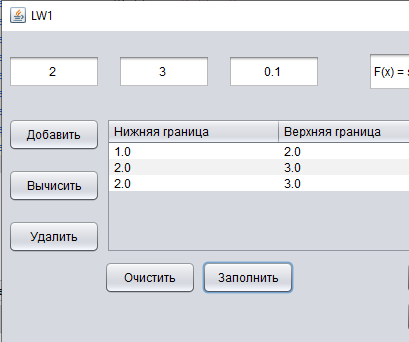 LW1
2 3 0.1 F(x) =
Добавить
Нижняя граница Верхняя граница
1.0 2.0
2.0 3.0
2.0 3.0
Вычисить
Удалить
Очистить Заполнить